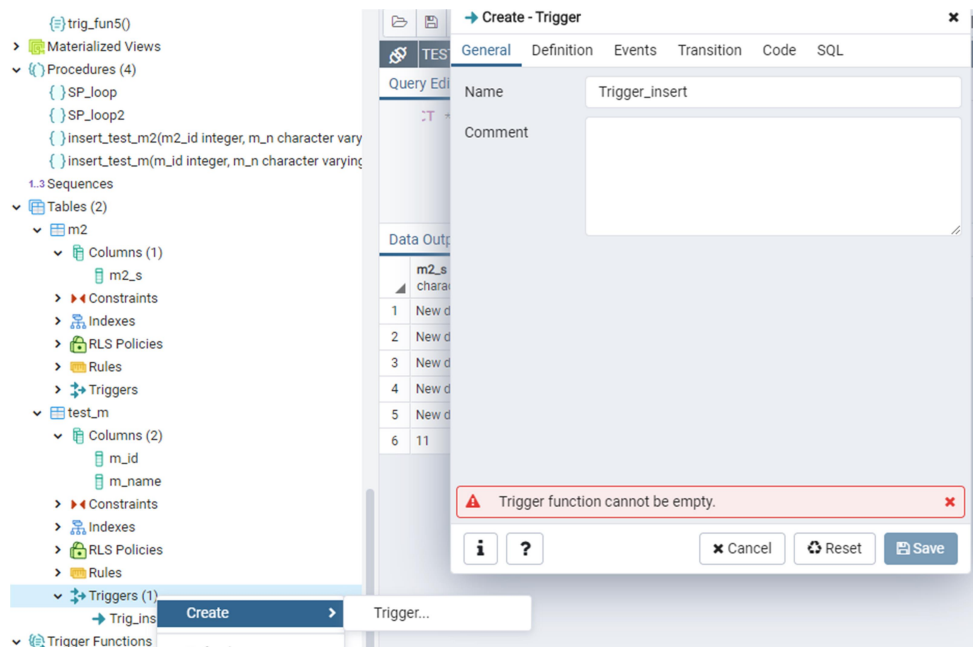 trig_fun5()
Materialized Views
Procedures (4)
SP_loop
SP_loop2
insert_test_m2(m2_id integer, m_n character vary
insert_test_m(m_id integer, m_n character varying
1..3 Sequences
Tables (2)
m2
Columns (1)
m2_s
Constraints
Indexes
RLS Policies
Rules
Triggers
test_m
Columns (2)
m_id
m_name
Constraints
Indexes
RLS Policies
Rules
Triggers (1)
Trig_ins
Trigger Functions
Create
Trigger...
TES
Query Edi
CT
Data Outp
m2_s
charac
1 New d
2 New d
3 New d
4 New d
5 New d
6 11
Create - Trigger
General Definition Events Transition Code SQL
Name Trigger_insert
Comment
Trigger function cannot be empty.
i ? Cancel Reset Save